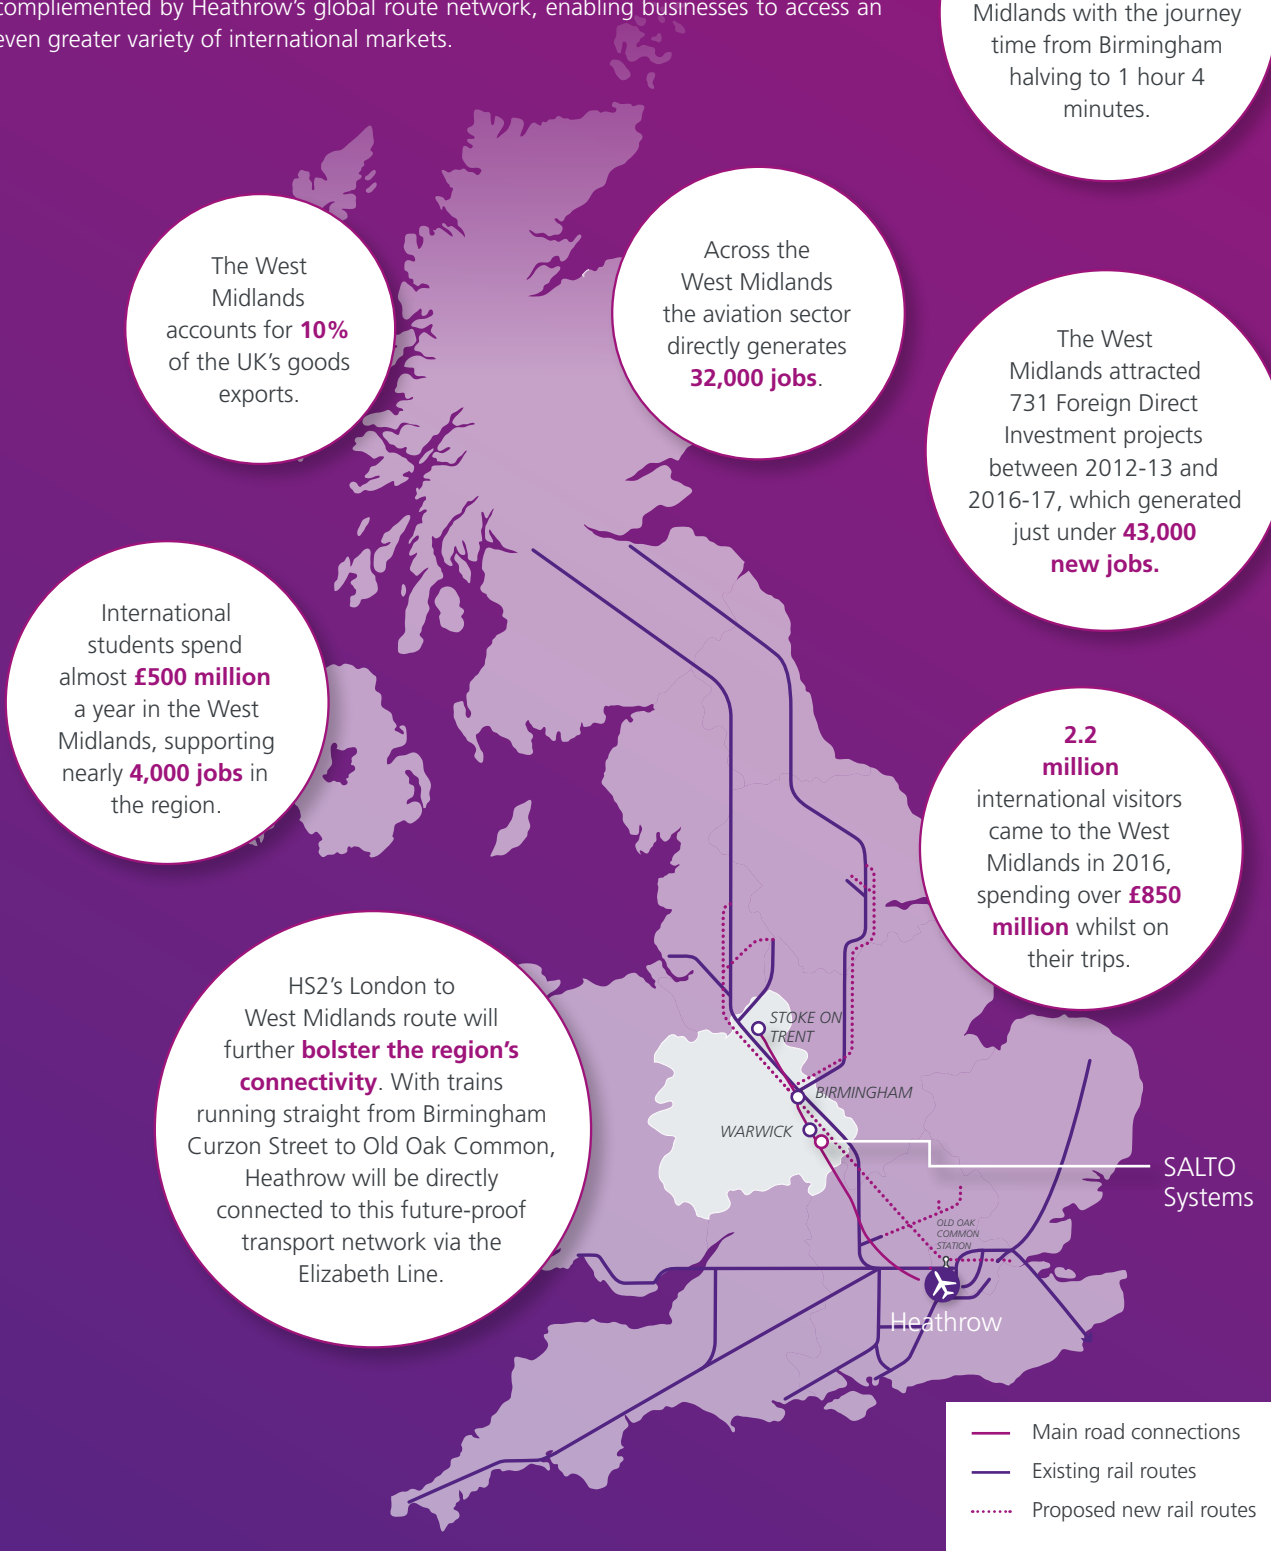 compliemented by Heathrow's global route network, enabling businesses to access an
even greater variety of international markets.
Midlands with the journey
time from Birmingham
halving to 1 hour 4
minutes.
The West
Midlands
accounts for 10%
of the UK's goods
exports.
Across the
West Midlands
the aviation sector
directly generates
32,000 jobs.
The West
Midlands attracted
731 Foreign Direct
Investment projects
between 2012-13 and
2016-17, which generated
just under 43,000
new jobs.
International
students spend
almost £500 million
a year in the West
Midlands, supporting
nearly 4,000 jobs in
the region.
2.2
million
international visitors
came to the West
Midlands in 2016,
spending over £850
million whilst on
their trips.
HS2's London to
West Midlands route will
further bolster the region's
connectivity. With trains
running straight from Birmingham
Curzon Street to Old Oak Common,
Heathrow will be directly
connected to this future-proof
transport network via the
Elizabeth Line.
STOKE ON
TRENT
BIRMINGHAM
WARWICK
SALTO
Systems
OLD OAK
COMMON
STATION
Heathrow
Main road connections
Existing rail routes
Proposed new rail routes